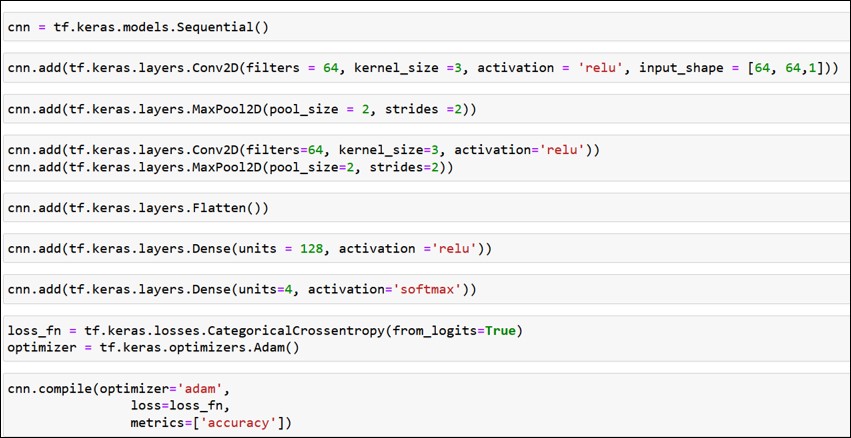 cnn = tf.keras.models.Sequential()
cnn.add(tf.keras.layers.Conv2D(filters = 64, kernel_size =3, activation = 'relu', input_shape = [64, 64,1]))
cnn.add(tf.keras.layers.MaxPool2D(pool_size = 2, strides =2))
cnn.add(tf.keras.layers.Conv2D(filters=64, kernel_size=3, activation='relu'))
cnn.add(tf.keras.layers.MaxPool2D(pool_size=2, strides=2))
cnn.add(tf.keras.layers.Flatten())
cnn.add(tf.keras.layers.Dense(units = 128, activation ='relu'))
cnn.add(tf.keras.layers.Dense(units=4, activation='softmax'))
loss_fn = tf.keras.losses.CategoricalCrossentropy(from_logits=True)
optimizer = tf.keras.optimizers.Adam()
cnn.compile(optimizer='adam',
              loss=loss_fn,
              metrics=['accuracy'])